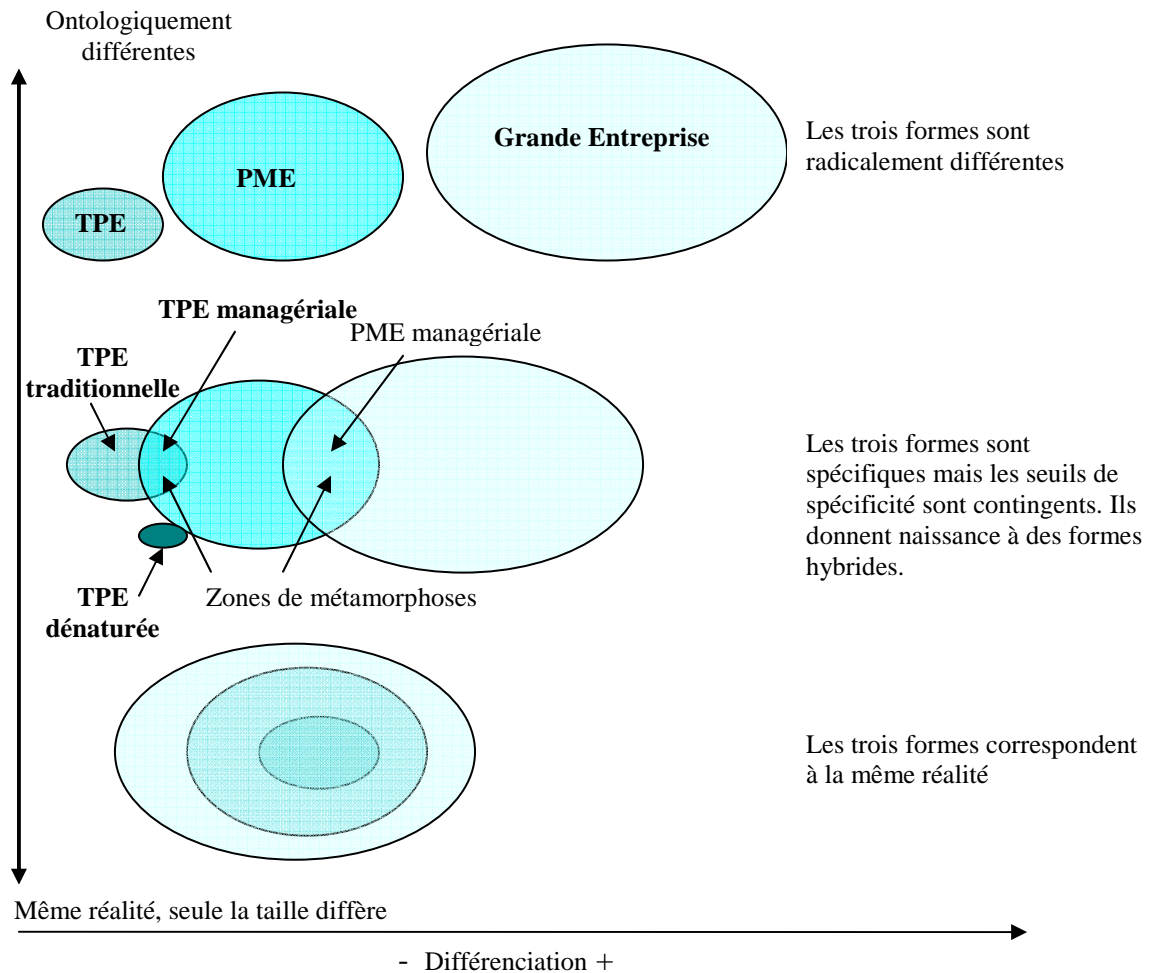 Ontologiquement
différentes
Grande Entreprise
PME
TPE
Les trois formes sont
radicalement différentes
TPE managériale
PME managériale
TPE
traditionnelle
Les trois formes sont
spécifiques mais les seuils de
spécificité sont contingents. Ils
donnent naissance à des formes
hybrides.
TPE
dénaturée
Zones de métamorphoses
Les trois formes correspondent
à la même réalité
Même réalité, seule la taille diffère
- Différenciation +